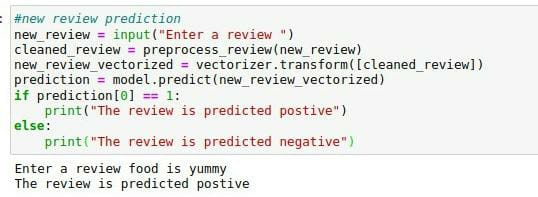 #new review prediction
new_review = input("Enter a review ")
cleaned_review = preprocess_review(new_review)
new_review_vectorized = vectorizer.transform([cleaned_review])
prediction = model.predict(new_review_vectorized)
if prediction[0] == 1:
    print("The review is predicted postive")
else:
    print("The review is predicted negative")
Enter a review food is yummy
The review is predicted postive